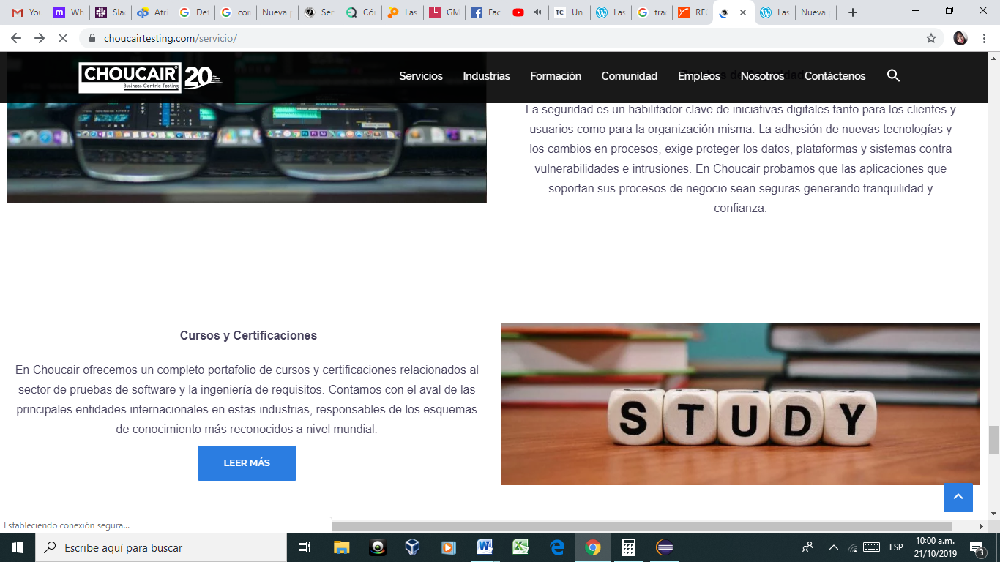 You
Wh
Sla
Atr
Det
cor
Nueva
Ser
Cór
Las
GM
Fac
Un
Las
tra
REC
Las
Nueva
choucairtesting.com/servicio/
CHOUCAIR
Business Centric Testing
20
Servicios Industrias Formación Comunidad Empleos Nosotros Contáctenos
La seguridad es un habilitador clave de iniciativas digitales tanto para los clientes y
usuarios como para la organización misma. La adhesión de nuevas tecnologías y
los cambios en procesos, exige proteger los datos, plataformas y sistemas contra
vulnerabilidades e intrusiones. En Choucair probamos que las aplicaciones que
soportan sus procesos de negocio sean seguras generando tranquilidad y
confianza.
Cursos y Certificaciones
En Choucair ofrecemos un completo portafolio de cursos y certificaciones relacionados al
sector de pruebas de software y la ingeniería de requisitos. Contamos con el aval de las
principales entidades internacionales en estas industrias, responsables de los esquemas
de conocimiento más reconocidos a nivel mundial.
LEER MÁS
STUDY
Estableciendo conexión segura...
Escribe aquí para buscar
ESP
10:00 a.m.
21/10/2019
3